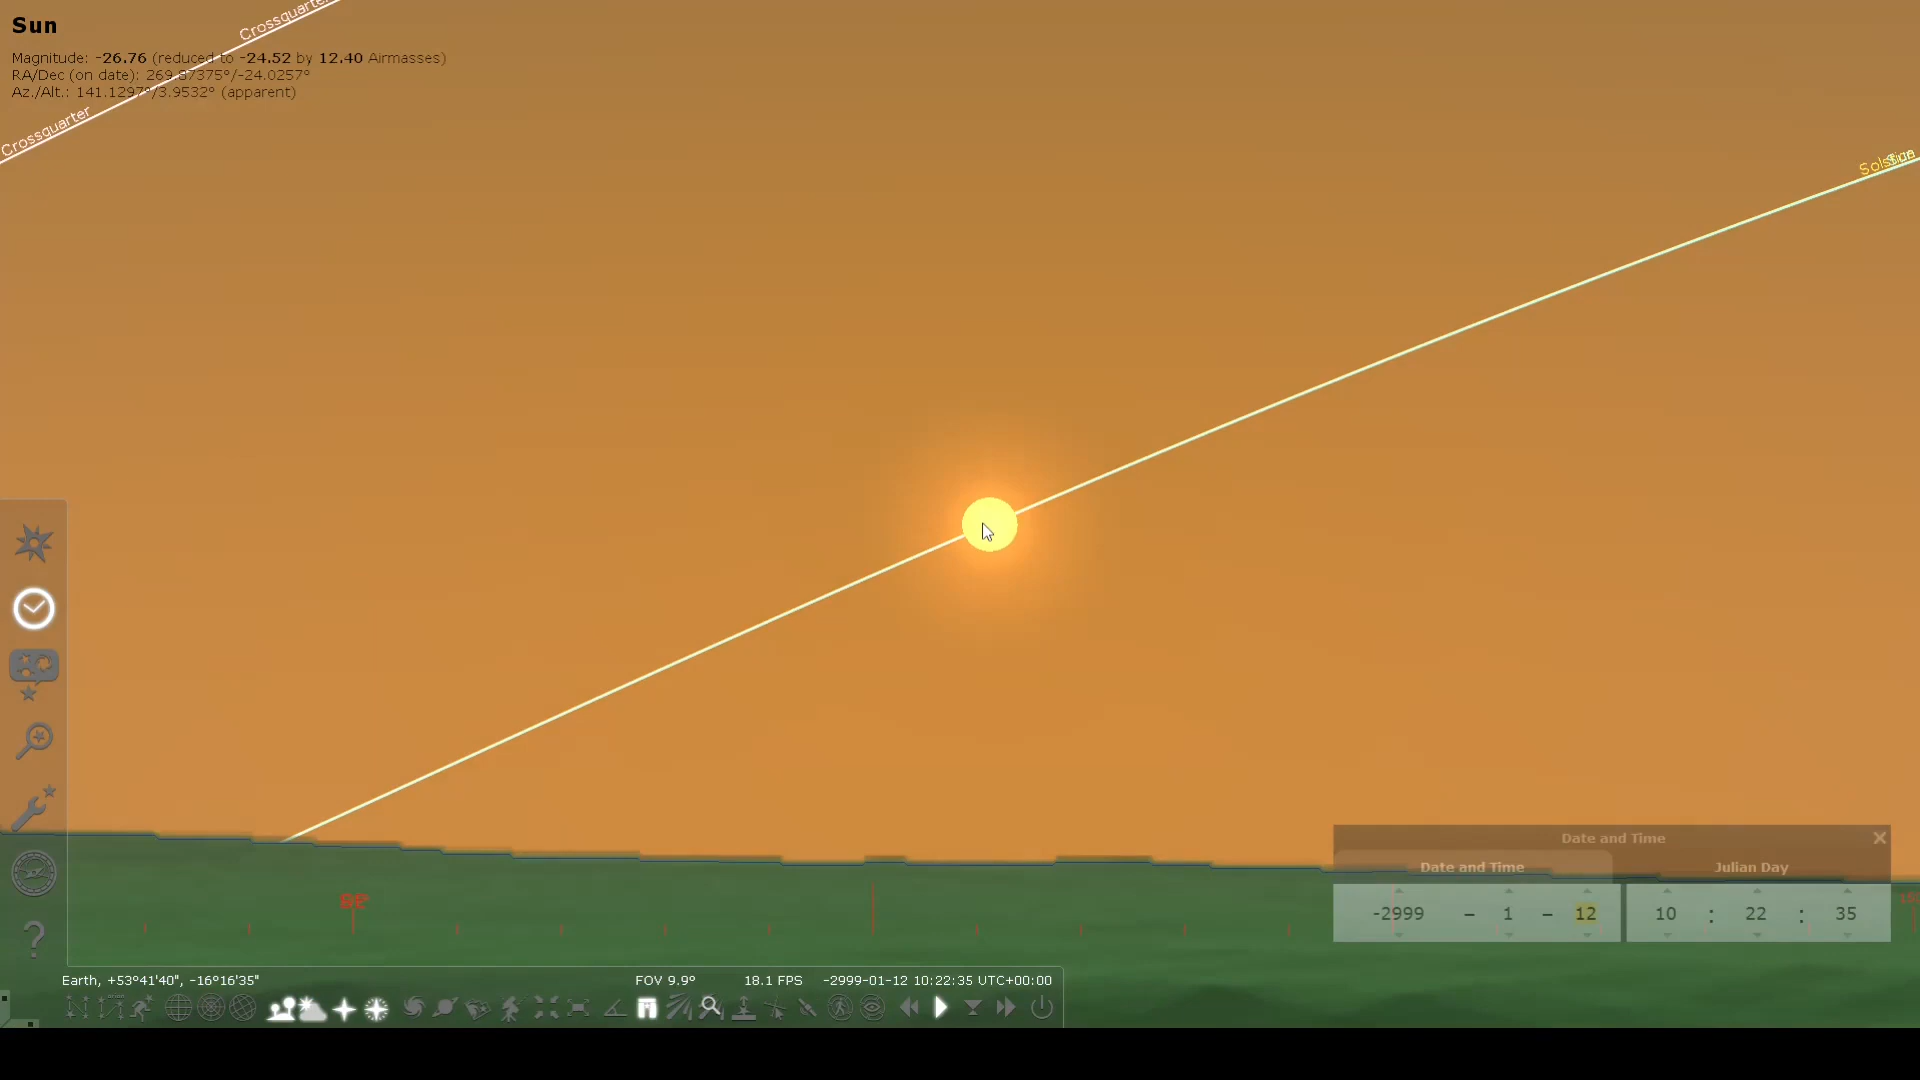 Sun
Crossquarter
Magnitude: -26.76 (reduced to -24.52 by 12.40 Airmasses)
RA/Dec (on date): 269.87375°/-24.0257°
Az./Alt.: 141.1297°/3.9532° (apparent)
Crossquarter
Solstice
Sun
Date and Time
Date and Time
Julian Day
-2999 - 1 - 12 10 : 22 : 35
Earth, +53°41'40", -16°16'35" FOV 9.9° 18.1 FPS -2999-01-12 10:22:35 UTC+00:00